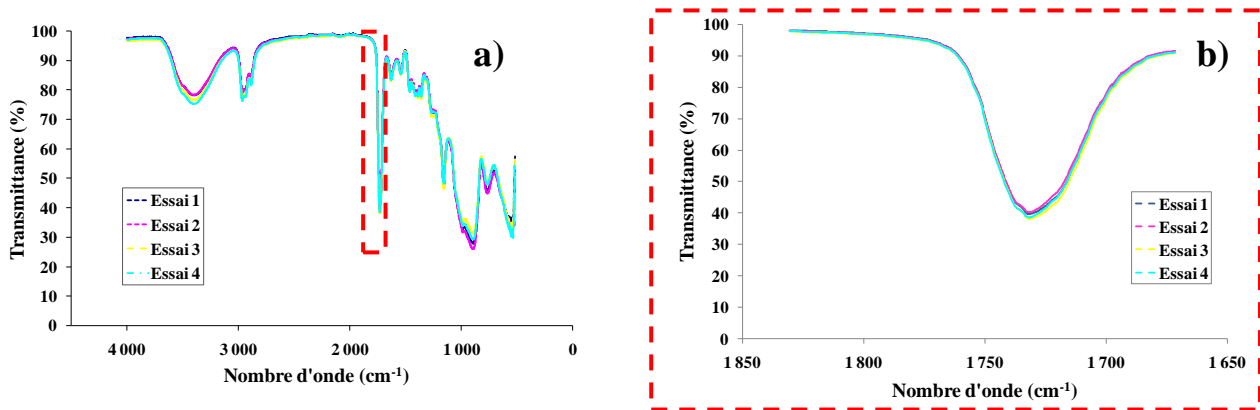 a)
Transmittance (%)
100
90
80
70
60
50
40
30
20
10
0
Essai 1
Essai 2
Essai 3
Essai 4
4 000
3 000
2 000
1 000
0
Nombre d'onde (cm-1)
b)
Transmittance (%)
100
90
80
70
60
50
40
30
20
10
0
Essai 1
Essai 2
Essai 3
Essai 4
1 850
1 800
1 750
1 700
1 650
Nombre d'onde (cm-1)